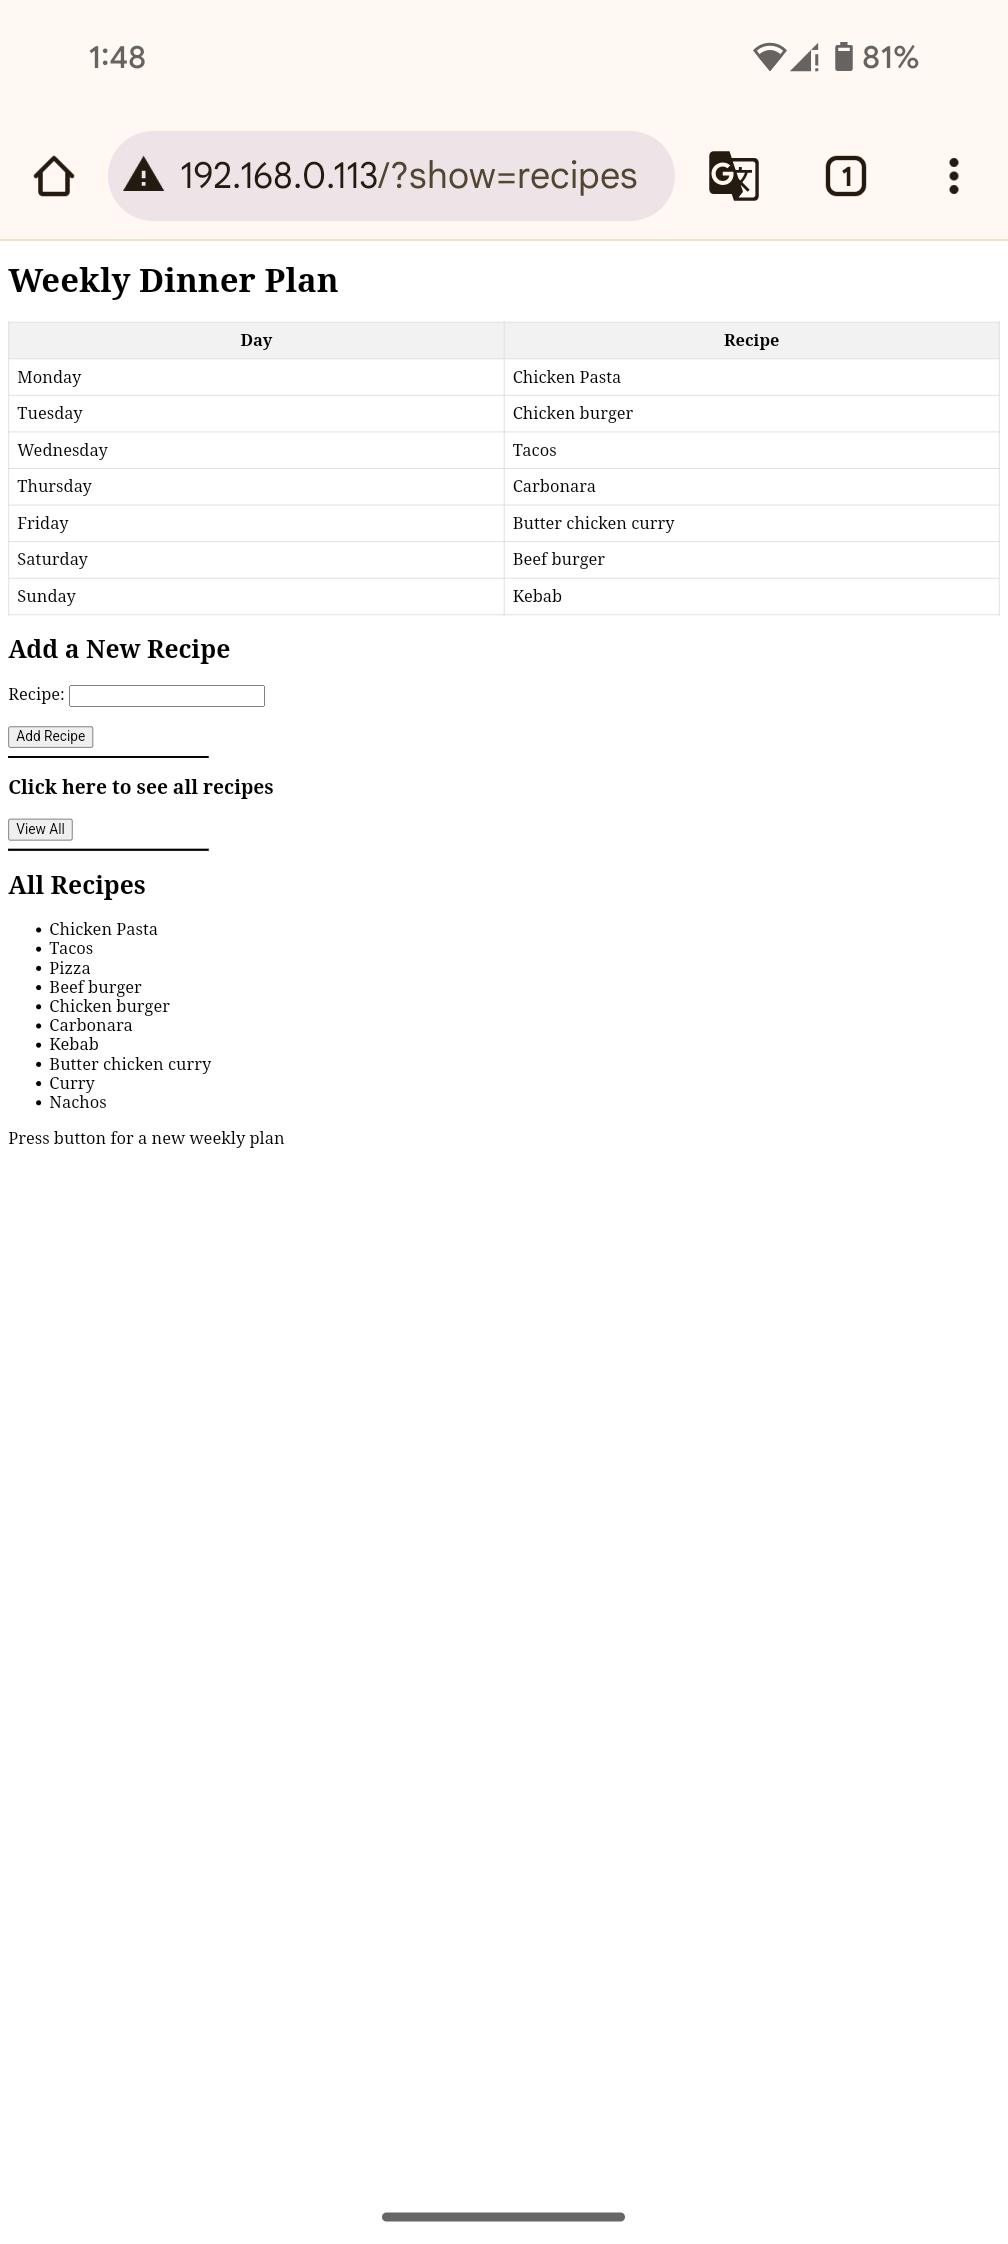 1:48 81%
192.168.0.113/?show=recipes 1
Weekly Dinner Plan
Day Recipe
Monday Chicken Pasta
Tuesday Chicken burger
Wednesday Tacos
Thursday Carbonara
Friday Butter chicken curry
Saturday Beef burger
Sunday Kebab
Add a New Recipe
Recipe:
Add Recipe
Click here to see all recipes
View All
All Recipes
• Chicken Pasta
• Tacos
• Pizza
• Beef burger
• Chicken burger
• Carbonara
• Kebab
• Butter chicken curry
• Curry
• Nachos
Press button for a new weekly plan